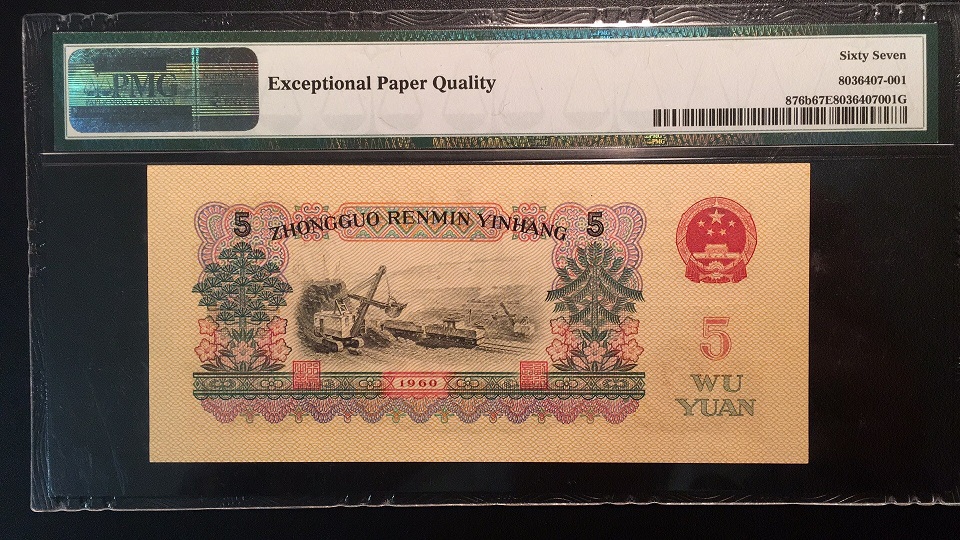 PMG
Exceptional Paper Quality
Sixty Seven
8036407-001
876b67E8036407001G
5 ZHONGGUO RENMIN YINHANG 5
5
WU
YUAN
1960